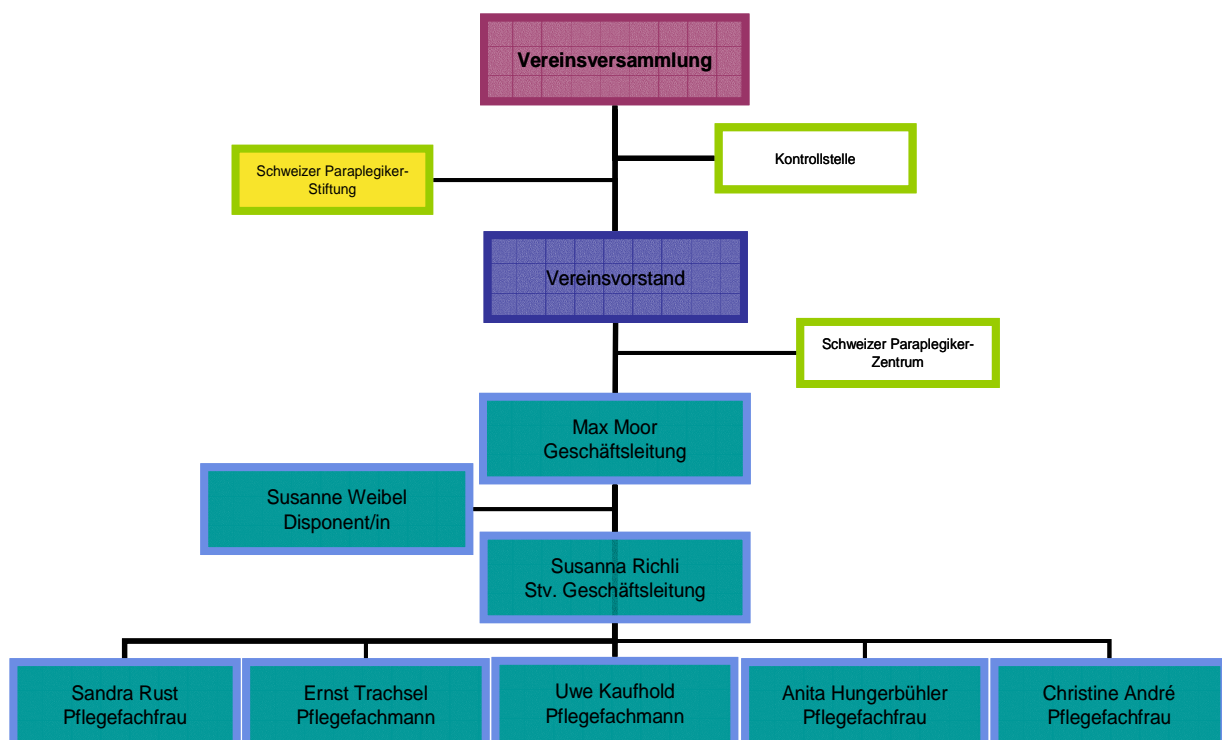 Vereinsversammlung
Kontrollstelle
Schweizer Paraplegiker-
Stiftung
Vereinsvorstand
Schweizer Paraplegiker-
Zentrum
Max Moor
Geschäftsleitung
Susanne Weibel
Disponent/in
Susanna Richli
Stv. Geschäftsleitung
Sandra Rust
Pflegefachfrau
Ernst Trachsel
Pflegefachmann
Uwe Kaufhold
Pflegefachmann
Anita Hungerbühler
Pflegefachfrau
Christine André
Pflegefachfrau